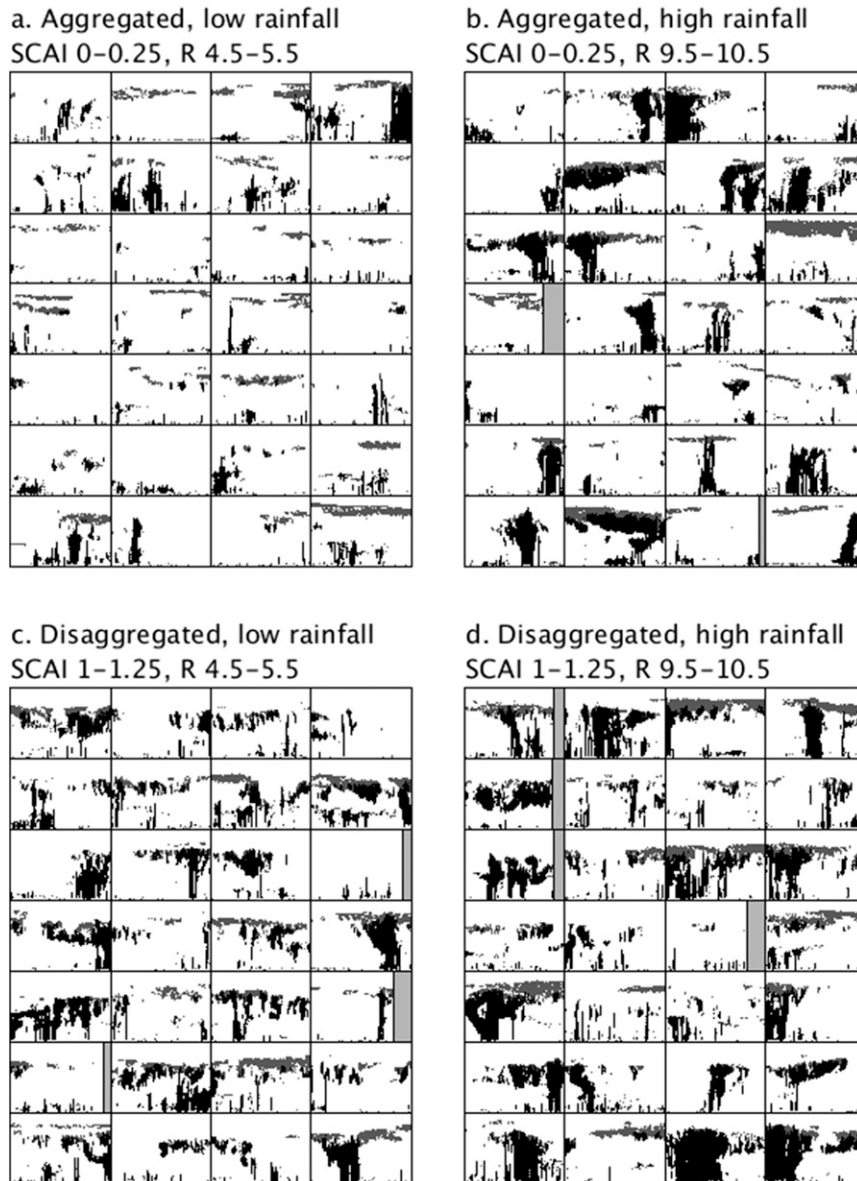 a. Aggregated, low rainfall
SCAI 0–0.25, R 4.5–5.5
b. Aggregated, high rainfall
SCAI 0–0.25, R 9.5–10.5
c. Disaggregated, low rainfall
SCAI 1–1.25, R 4.5–5.5
d. Disaggregated, high rainfall
SCAI 1–1.25, R 9.5–10.5